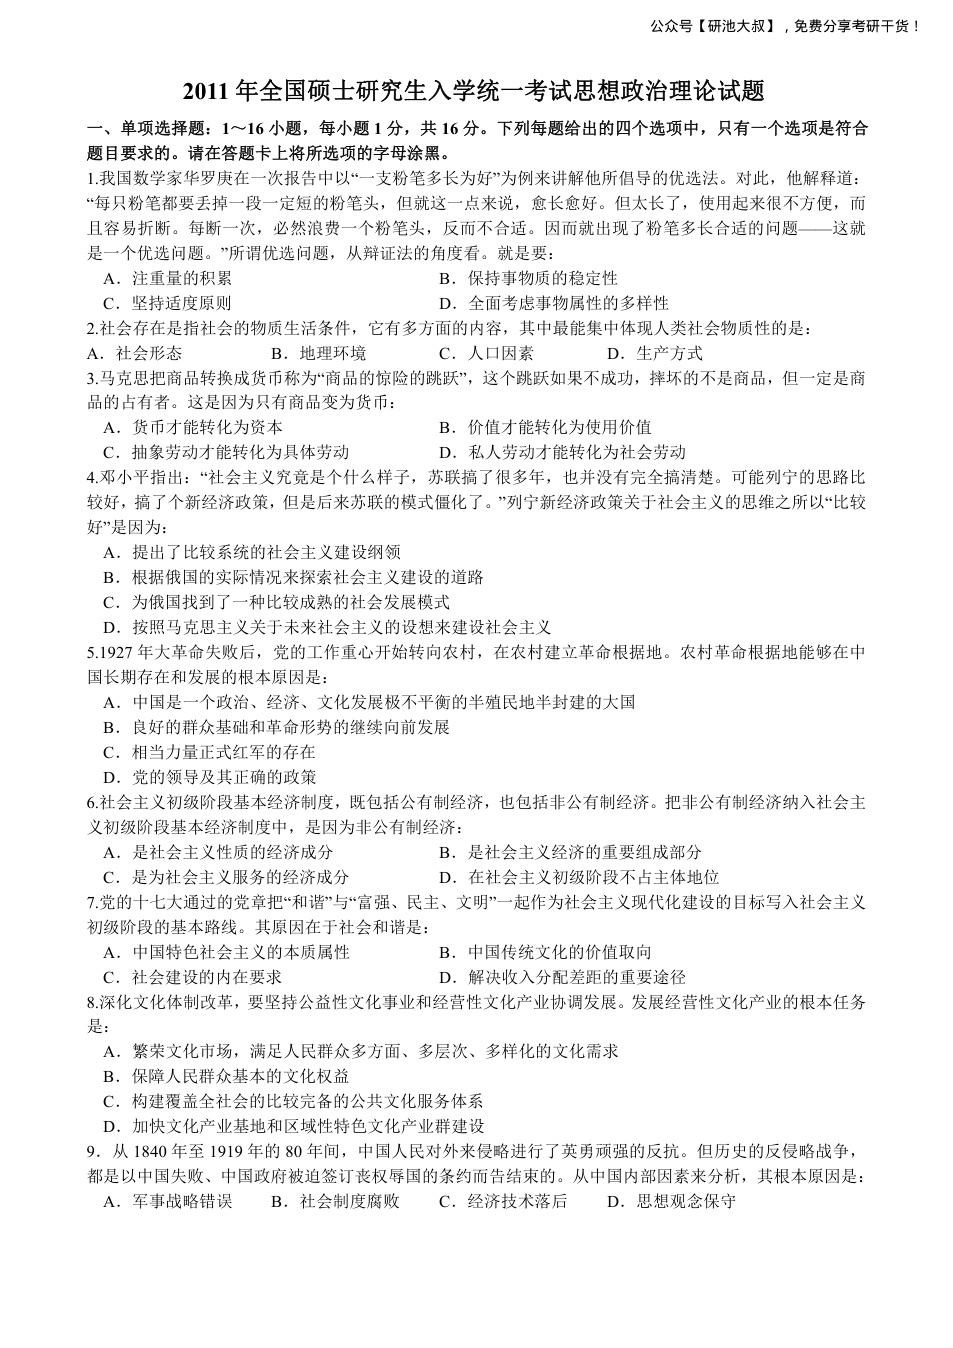 公众号【研池大叔】，免费分享考研干货！
2011 年全国硕士研究生入学统一考试思想政治理论试题
一、单项选择题：1～16 小题，每小题 1 分，共 16 分。下列每题给出的四个选项中，只有一个选项是符合
题目要求的。请在答题卡上将所选项的字母涂黑。
1.我国数学家华罗庚在一次报告中以“一支粉笔多长为好”为例来讲解他所倡导的优选法。对此，他解释道：
“每只粉笔都要丢掉一段一定短的粉笔头，但就这一点来说，愈长愈好。但太长了，使用起来很不方便，而
且容易折断。每断一次，必然浪费一个粉笔头，反而不合适。因而就出现了粉笔多长合适的问题——这就
是一个优选问题。”所谓优选问题，从辩证法的角度看。就是要：
A．注重量的积累 B．保持事物质的稳定性
C．坚持适度原则 D．全面考虑事物属性的多样性
2.社会存在是指社会的物质生活条件，它有多方面的内容，其中最能集中体现人类社会物质性的是：
A．社会形态 B．地理环境 C．人口因素 D．生产方式
3.马克思把商品转换成货币称为“商品的惊险的跳跃”，这个跳跃如果不成功，摔坏的不是商品，但一定是商
品的占有者。这是因为只有商品变为货币：
A．货币才能转化为资本 B．价值才能转化为使用价值
C．抽象劳动才能转化为具体劳动 D．私人劳动才能转化为社会劳动
4.邓小平指出：“社会主义究竟是个什么样子，苏联搞了很多年，也并没有完全搞清楚。可能列宁的思路比
较好，搞了个新经济政策，但是后来苏联的模式僵化了。”列宁新经济政策关于社会主义的思维之所以“比较
好”是因为：
A．提出了比较系统的社会主义建设纲领
B．根据俄国的实际情况来探索社会主义建设的道路
C．为俄国找到了一种比较成熟的社会发展模式
D．按照马克思主义关于未来社会主义的设想来建设社会主义
5.1927 年大革命失败后，党的工作重心开始转向农村，在农村建立革命根据地。农村革命根据地能够在中
国长期存在和发展的根本原因是：
A．中国是一个政治、经济、文化发展极不平衡的半殖民地半封建的大国
B．良好的群众基础和革命形势的继续向前发展
C．相当力量正式红军的存在
D．党的领导及其正确的政策
6.社会主义初级阶段基本经济制度，既包括公有制经济，也包括非公有制经济。把非公有制经济纳入社会主
义初级阶段基本经济制度中，是因为非公有制经济：
A．是社会主义性质的经济成分 B．是社会主义经济的重要组成部分
C．是为社会主义服务的经济成分 D．在社会主义初级阶段不占主体地位
7.党的十七大通过的党章把“和谐”与“富强、民主、文明”一起作为社会主义现代化建设的目标写入社会主义
初级阶段的基本路线。其原因在于社会和谐是：
A．中国特色社会主义的本质属性 B．中国传统文化的价值取向
C．社会建设的内在要求 D．解决收入分配差距的重要途径
8.深化文化体制改革，要坚持公益性文化事业和经营性文化产业协调发展。发展经营性文化产业的根本任务
是：
A．繁荣文化市场，满足人民群众多方面、多层次、多样化的文化需求
B．保障人民群众基本的文化权益
C．构建覆盖全社会的比较完备的公共文化服务体系
D．加快文化产业基地和区域性特色文化产业群建设
9．从 1840 年至 1919 年的 80 年间，中国人民对外来侵略进行了英勇顽强的反抗。但历史的反侵略战争，
都是以中国失败、中国政府被迫签订丧权辱国的条约而告结束的。从中国内部因素来分析，其根本原因是：
A．军事战略错误 B．社会制度腐败 C．经济技术落后 D．思想观念保守